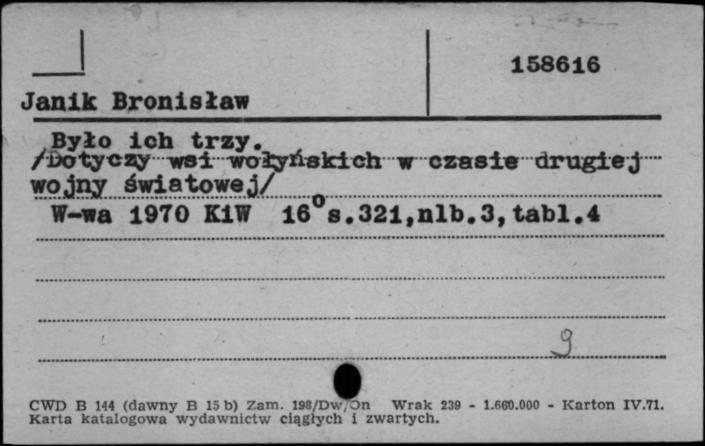 158616
Janik Bronisław
Było ich trzy.
/Dotyczy wsi wołyńskich w czasie drugiej
wojny światowej/
W-wa 1970 KiW 16° s.321,nlb.3,tabl.4
9
CWD B 144 (dawny B 15 b) Zam. 198/Dw/On Wrak 239 - 1.660.000 - Karton IV.71.
Karta katalogowa wydawnictw ciągłych i zwartych.